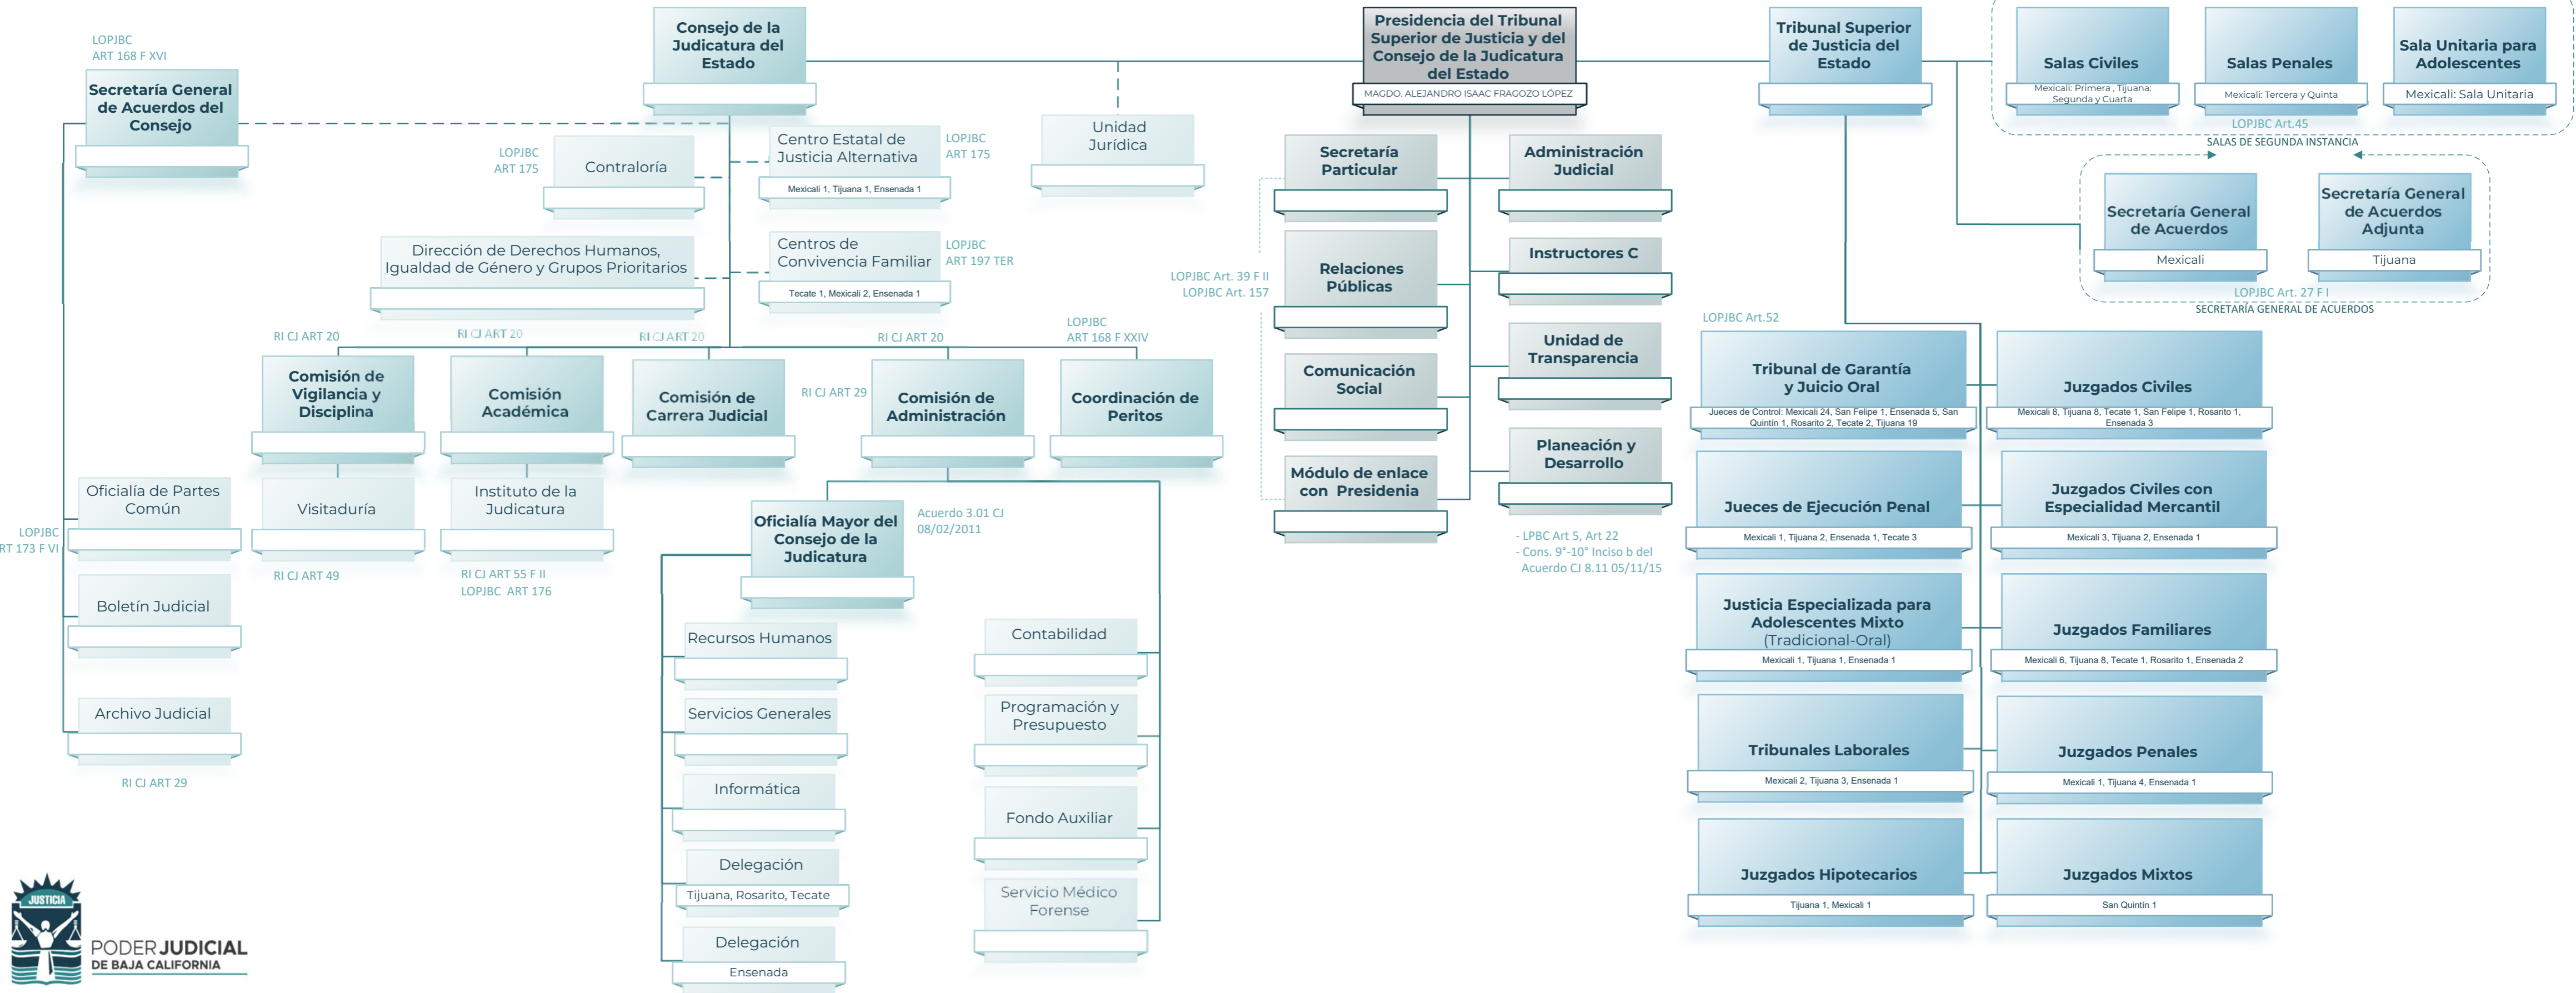 LOPJBC
ART 168 F XVI
Secretaría General
de Acuerdos del
Consejo
Consejo de la
Judicatura del
Estado
Presidencia del Tribunal
Superior de Justicia y del
Consejo de la Judicatura
del Estado
MAGDO. ALEJANDRO ISAAC FRAGOZO LÓPEZ
Tribunal Superior
de Justicia del
Estado
Salas Civiles
Mexicali: Primera , Tijuana:
Segunda y Cuarta
Salas Penales
Mexicali: Tercera y Quinta
Sala Unitaria para
Adolescentes
Mexicali: Sala Unitaria
LOPJBC Art.45
SALAS DE SEGUNDA INSTANCIA
Secretaría General
de Acuerdos
Mexicali
Secretaría General
de Acuerdos
Adjunta
Tijuana
LOPJBC Art. 27 F I
SECRETARÍA GENERAL DE ACUERDOS
LOPJBC
ART 175
Contraloría
Centro Estatal de
Justicia Alternativa
Mexicali 1, Tijuana 1, Ensenada 1
LOPJBC
ART 175
Unidad
Jurídica
Dirección de Derechos Humanos,
Igualdad de Género y Grupos Prioritarios
Centros de
Convivencia Familiar
Tecate 1, Mexicali 2, Ensenada 1
LOPJBC
ART 197 TER
Secretaría
Particular
Administración
Judicial
Relaciones
Públicas
Instructores C
LOPJBC Art. 39 F II
LOPJBC Art. 157
Comunicación
Social
Unidad de
Transparencia
Módulo de enlace
con Presidenia
Planeación y
Desarrollo
- LPBC Art 5, Art 22
- Cons. 9°-10° Inciso b del
Acuerdo CJ 8.11 05/11/15
RI CJ ART 20
RI CJ ART 20
RI CJ ART 20
RI CJ ART 20
LOPJBC
ART 168 F XXIV
Comisión de
Vigilancia y
Disciplina
Comisión
Académica
Comisión de
Carrera Judicial
RI CJ ART 29
Comisión de
Administración
Coordinación de
Peritos
Oficialía de Partes
Común
Visitaduría
Instituto de la
Judicatura
LOPJBC
RT 173 F VI
RI CJ ART 49
RI CJ ART 55 F II
LOPJBC ART 176
Boletín Judicial
Archivo Judicial
RI CJ ART 29
Oficialía Mayor del
Consejo de la
Judicatura
Acuerdo 3.01 CJ
08/02/2011
Recursos Humanos
Servicios Generales
Informática
Delegación
Tijuana, Rosarito, Tecate
Delegación
Ensenada
Contabilidad
Programación y
Presupuesto
Fondo Auxiliar
Servicio Médico
Forense
LOPJBC Art.52
Tribunal de Garantía
y Juicio Oral
Jueces de Control: Mexicali 24, San Felipe 1, Ensenada 5, San
Quintín 1, Rosarito 2, Tecate 2, Tijuana 19
Juzgados Civiles
Mexicali 8, Tijuana 8, Tecate 1, San Felipe 1, Rosarito 1,
Ensenada 3
Jueces de Ejecución Penal
Mexicali 1, Tijuana 2, Ensenada 1, Tecate 3
Juzgados Civiles con
Especialidad Mercantil
Mexicali 3, Tijuana 2, Ensenada 1
Justicia Especializada para
Adolescentes Mixto
(Tradicional-Oral)
Mexicali 1, Tijuana 1, Ensenada 1
Juzgados Familiares
Mexicali 6, Tijuana 8, Tecate 1, Rosarito 1, Ensenada 2
Tribunales Laborales
Mexicali 2, Tijuana 3, Ensenada 1
Juzgados Penales
Mexicali 1, Tijuana 4, Ensenada 1
Juzgados Hipotecarios
Tijuana 1, Mexicali 1
Juzgados Mixtos
San Quintín 1
JUSTICIA
PODER JUDICIAL
DE BAJA CALIFORNIA